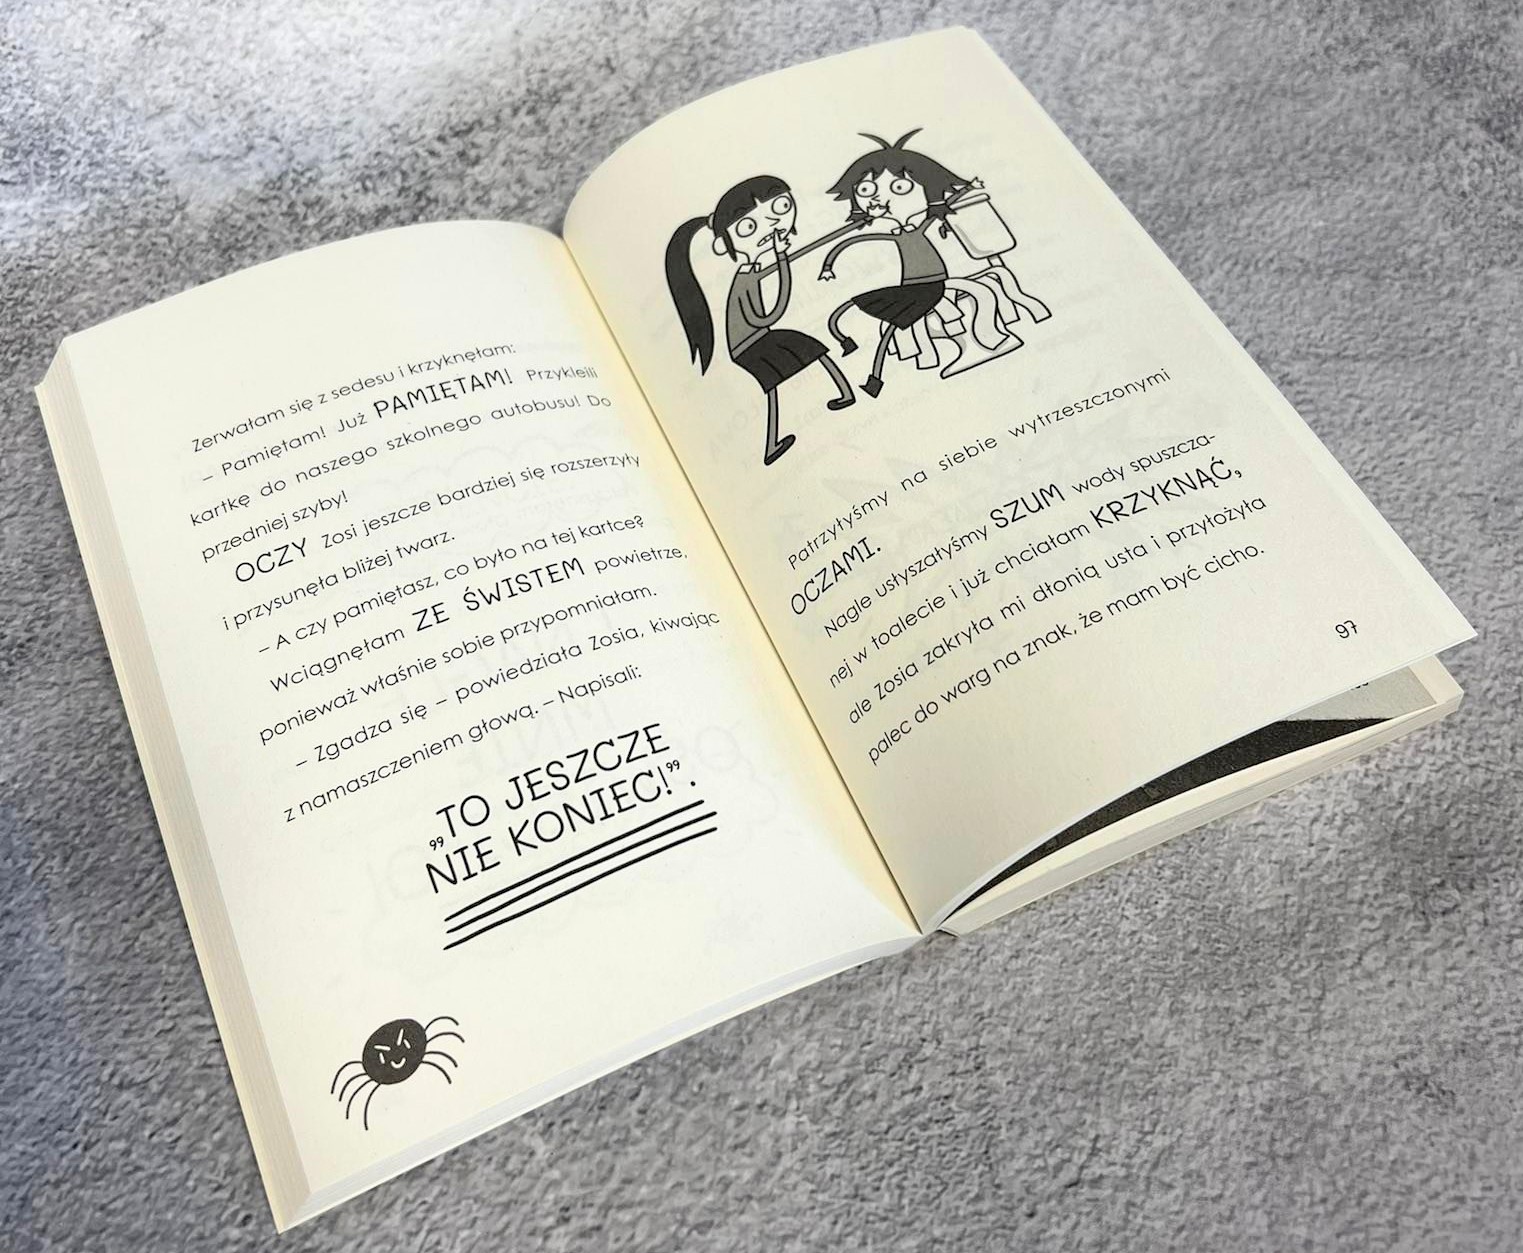 Zerwałam się z sedesu i krzyknęłam:
– Pamiętam! Już PAMIĘTAM! Przykleili
kartkę do naszego szkolnego autobusu! Do
przedniej szyby!
OCZY Zosi jeszcze bardziej się rozszerzyły
i przysunęła bliżej twarz.
– A czy pamiętasz, co było na tej kartce?
Wciągnęłam ZE ŚWISTEM powietrze,
ponieważ właśnie sobie przypomniałam.
– Zgadza się – powiedziała Zosia, kiwając
z namaszczeniem głową. – Napisali:
„TO JESZCZE
NIE KONIEC!”.
Patrzyłyśmy na siebie wytrzeszczonymi
OCZAMI.
Nagle usłyszałyśmy SZUM wody spuszcza-
nej w toalecie i już chciałam KRZYKNĄĆ,
ale Zosia zakryła mi dłonią usta i przyłożyła
palec do warg na znak, że mam być cicho.
97